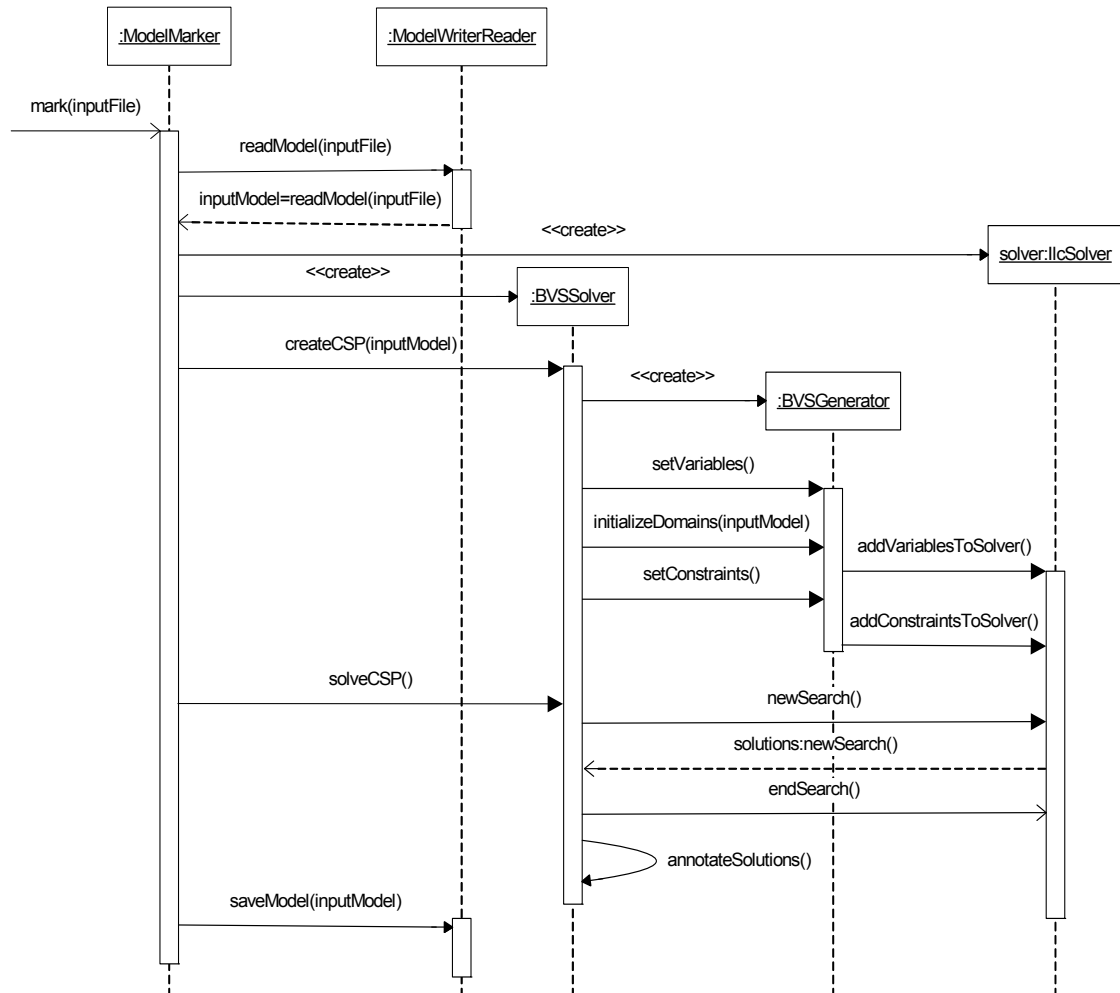 :ModelMarker
:ModelWriterReader
mark(inputFile)
readModel(inputFile)
inputModel=readModel(inputFile)
<<create>>
solver:IlcSolver
<<create>>
:BVSSolver
createCSP(inputModel)
<<create>>
:BVSGenerator
setVariables()
initializeDomains(inputModel)
addVariablesToSolver()
setConstraints()
addConstraintsToSolver()
solveCSP()
newSearch()
solutions:newSearch()
endSearch()
annotateSolutions()
saveModel(inputModel)